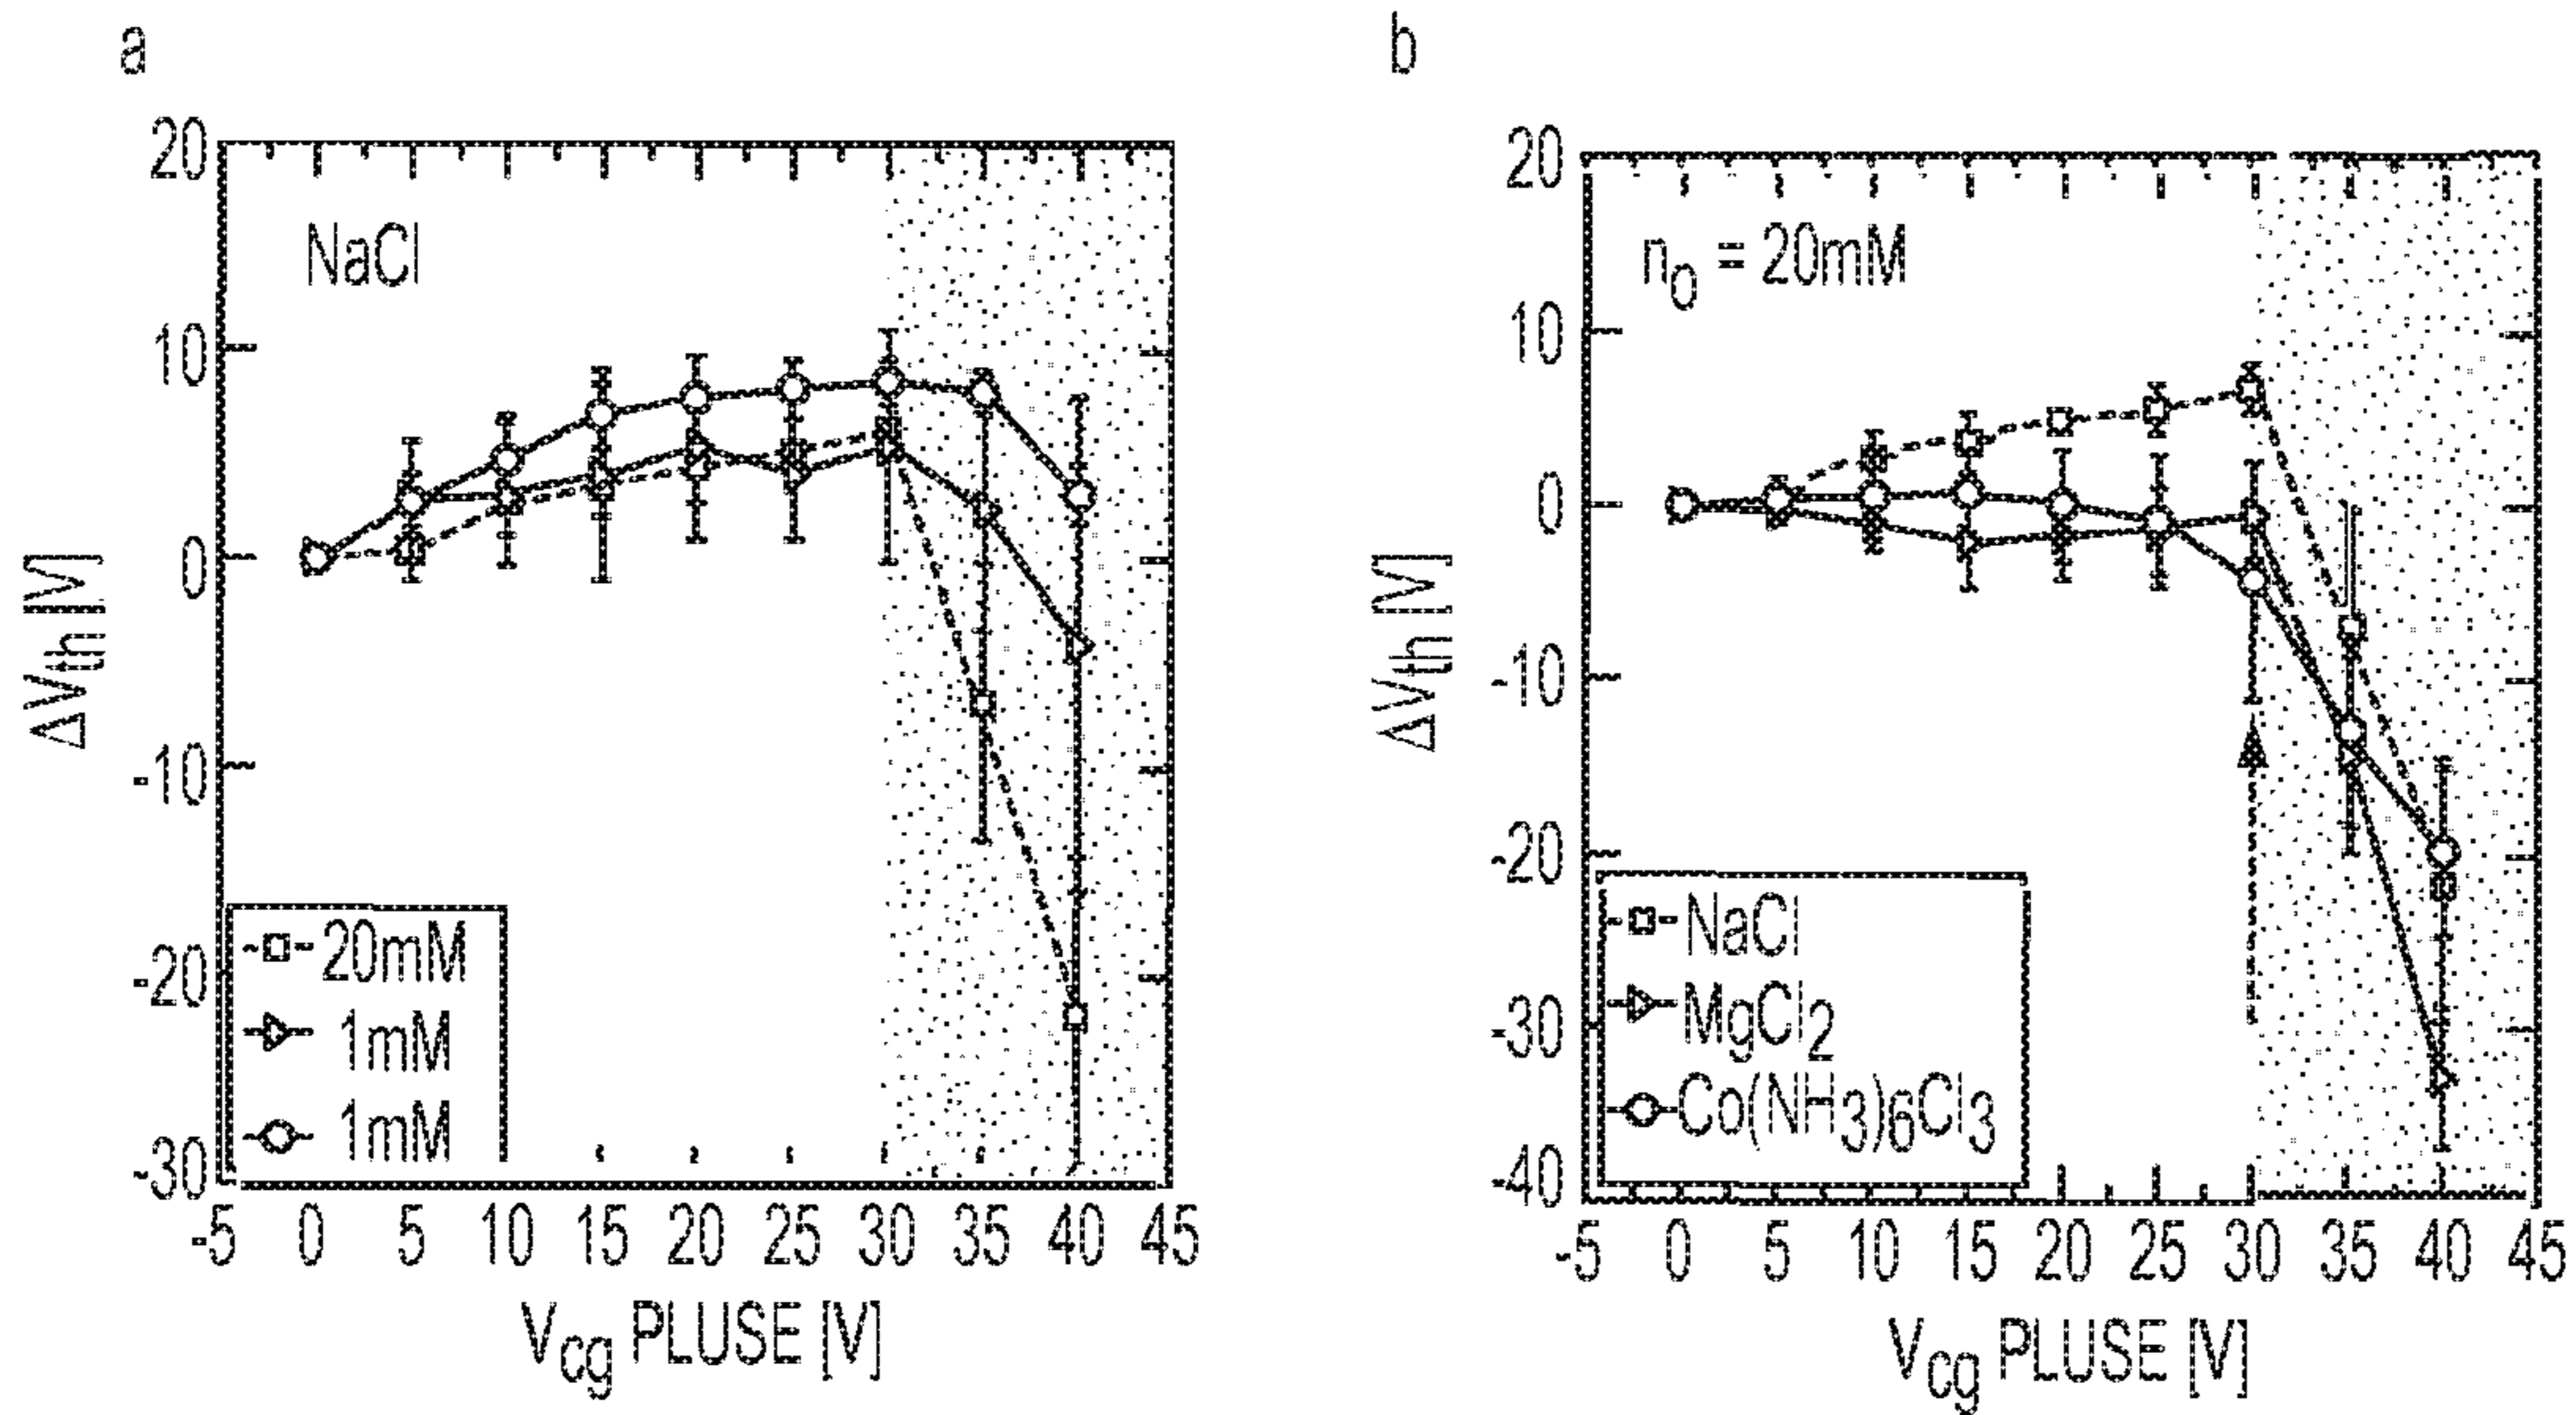 a
20
10
0
-10
-20
-30
ΔVth [V]
NaCl
-□- 20mM
1mM
1mM
-5 0 5 10 15 20 25 30 35 40 45
Vcg PLUSE [V]
b
20
10
0
-10
-20
-30
-40
ΔVth [V]
n0 = 20mM
NaCl
MgCl2
Co(NH3)6Cl3
-5 0 5 10 15 20 25 30 35 40 45
Vcg PLUSE [V]